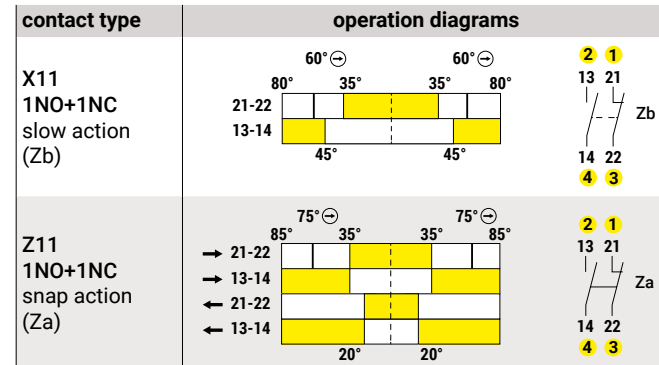 contact type operation diagrams
X11
1NO+1NC
slow action
(Zb)
60° 60°
80° 35° 35° 80°
21-22
13-14
45° 45°
2 1
13 21
Zb
14 22
4 3
Z11
1NO+1NC
snap action
(Za)
75° 75°
85° 35° 35° 85°
→ 21-22
→ 13-14
← 21-22
← 13-14
20° 20°
2 1
13 21
Za
14 22
4 3